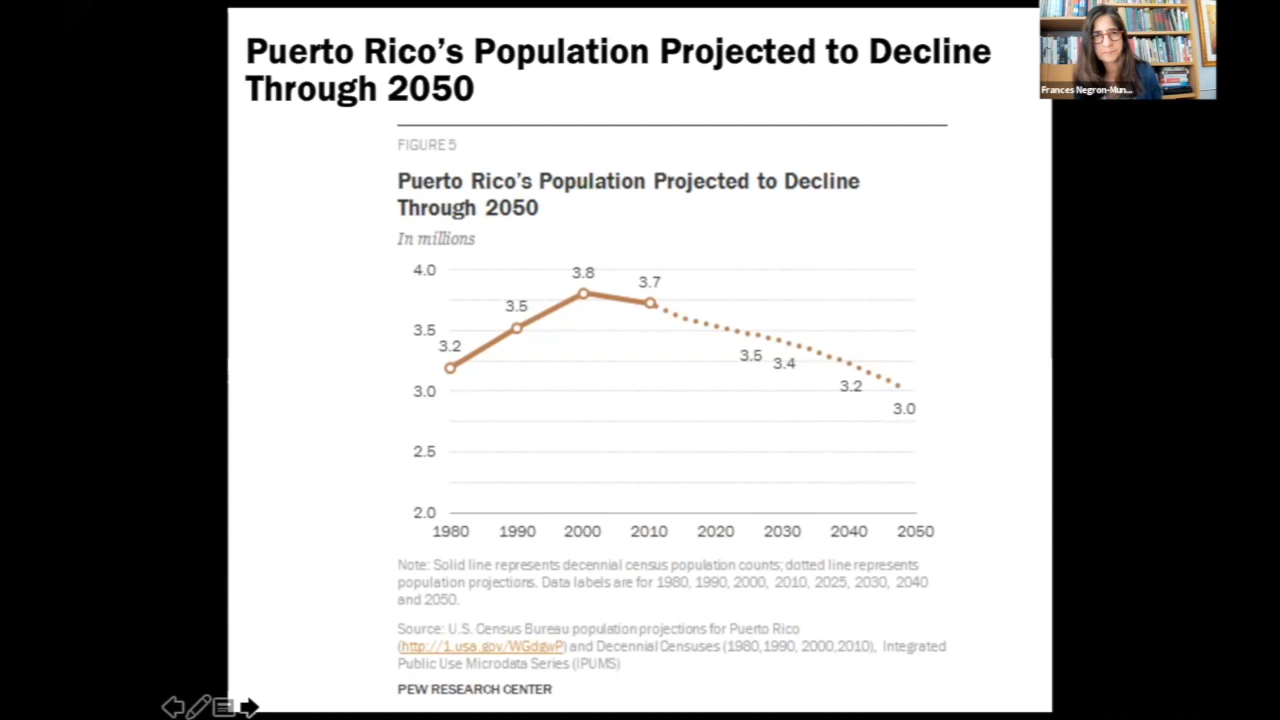 Puerto Rico's Population Projected to Decline
Through 2050
Frances Negron-Mun...
FIGURE 5
Puerto Rico's Population Projected to Decline
Through 2050
In millions
4.0
3.5
3.0
2.5
2.0
3.2
3.5
3.8
3.7
3.5
3.4
3.2
3.0
1980 1990 2000 2010 2020 2030 2040 2050
Note: Solid line represents decennial census population counts; dotted line represents
population projections. Data labels are for 1980, 1990, 2000, 2010, 2025, 2030, 2040
and 2050.
Source: U.S. Census Bureau population projections for Puerto Rico
(http://1.usa.gov/WGdgwP) and Decennial Censuses (1980,1990, 2000,2010), Integrated
Public Use Microdata Series (IPUMS)
PEW RESEARCH CENTER